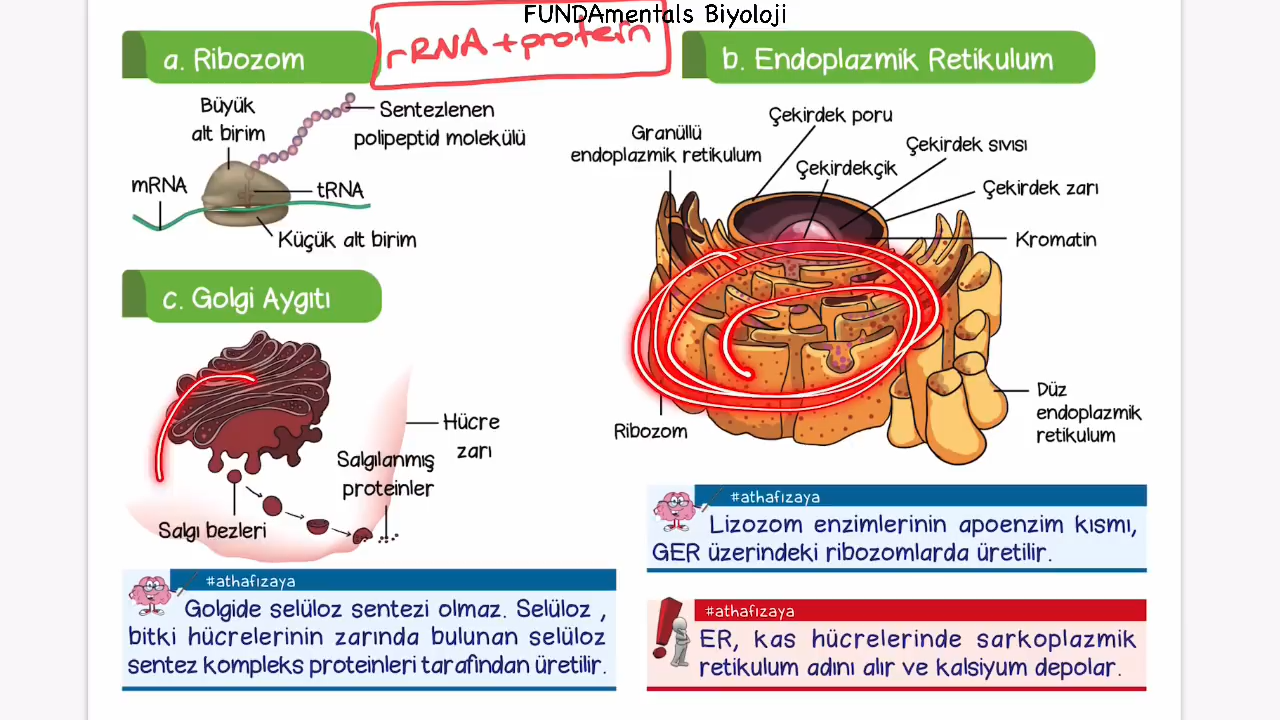 FUNDAmentals Biyoloji
a. Ribozom
rRNA + protein
Büyük
alt birim
Sentezlenen
polipeptid molekülü
mRNA
tRNA
Küçük alt birim
b. Endoplazmik Retikulum
Çekirdek poru
Granüllü
endoplazmik retikulum
Çekirdek sıvısı
Çekirdekçik
Çekirdek zarı
Kromatin
Ribozom
Düz
endoplazmik
retikulum
c. Golgi Aygıtı
Hücre
zarı
Salgılanmış
proteinler
Salgı bezleri
#athafızaya
Golgide selüloz sentezi olmaz. Selüloz ,
bitki hücrelerinin zarında bulunan selüloz
sentez kompleks proteinleri tarafından üretilir.
#athafızaya
Lizozom enzimlerinin apoenzim kısmı,
GER üzerindeki ribozomlarda üretilir.
#athafızaya
ER, kas hücrelerinde sarkoplazmik
retikulum adını alır ve kalsiyum depolar.